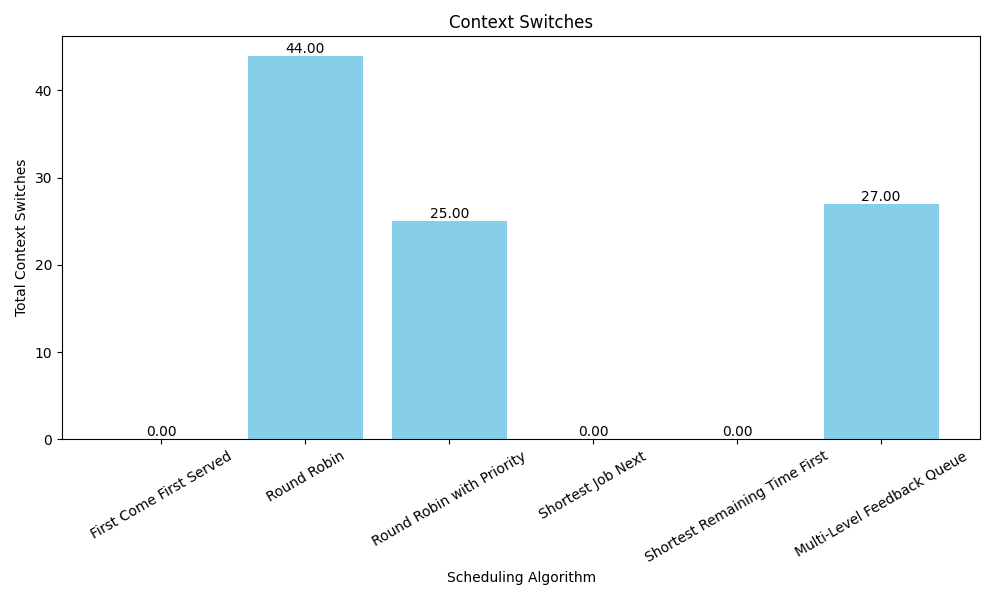 Context Switches
Total Context Switches
40
30
20
10
0
0.00
44.00
25.00
0.00
0.00
27.00
First Come First Served
Round Robin
Round Robin with Priority
Shortest Job Next
Shortest Remaining Time First
Multi-Level Feedback Queue
Scheduling Algorithm